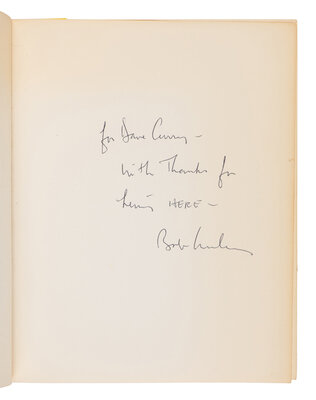 for Dave Curry –
with Thanks for
being HERE –
Bob